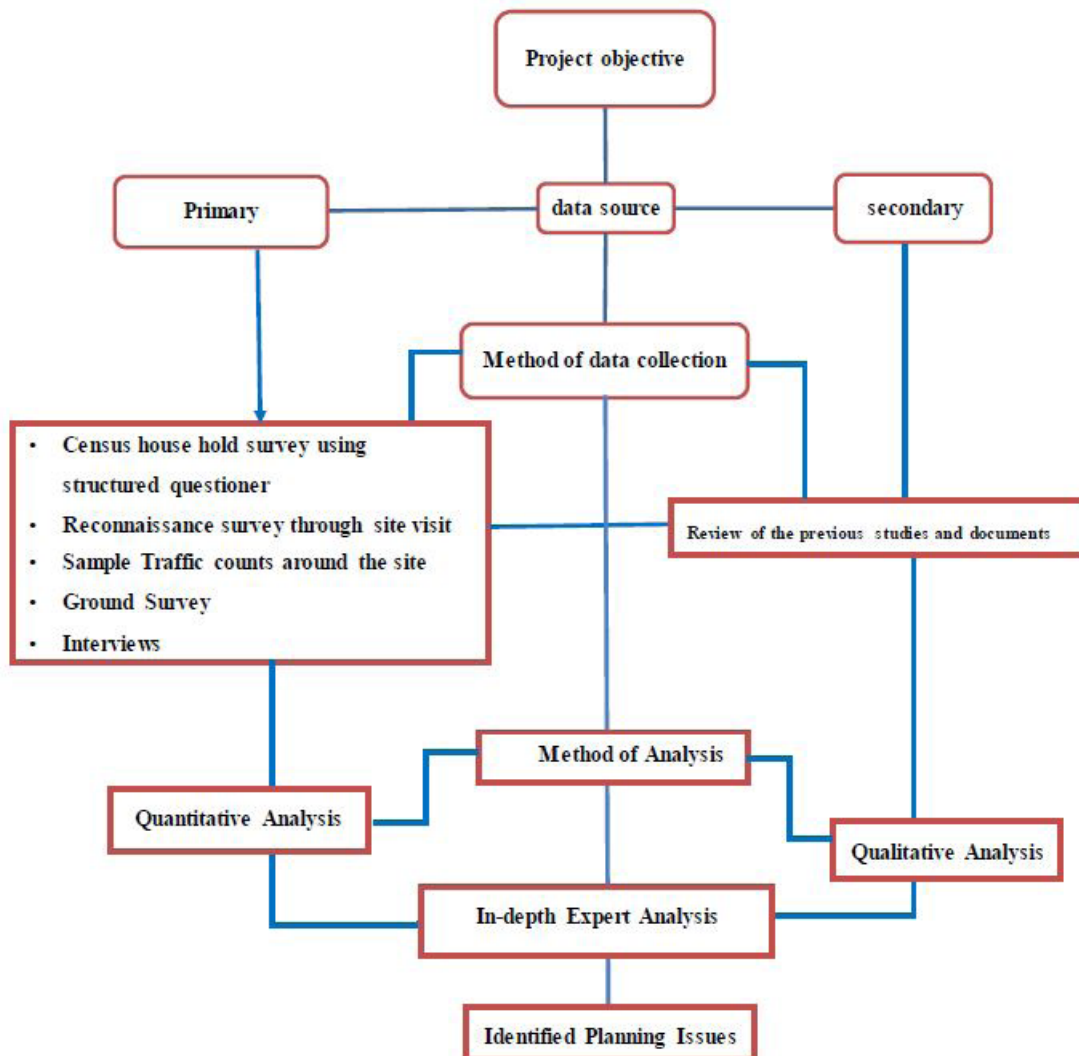 Project objective
Primary
data source
secondary
Method of data collection
• Census house hold survey using
structured questioner
• Reconnaissance survey through site visit
• Sample Traffic counts around the site
• Ground Survey
• Interviews
Review of the previous studies and documents
Method of Analysis
Quantitative Analysis
Qualitative Analysis
In-depth Expert Analysis
Identified Planning Issues